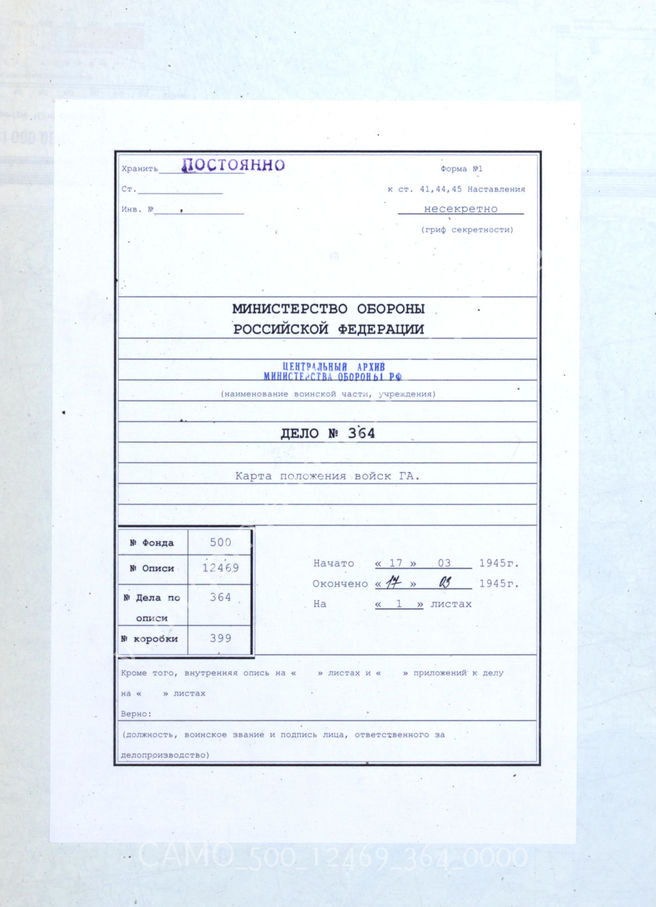 Хранить ПОСТОЯННО
Форма №1
Ст.
к ст. 41,44,45 Наставления
Инв. №
несекретно
(гриф секретности)
МИНИСТЕРСТВО ОБОРОНЫ
РОССИЙСКОЙ ФЕДЕРАЦИИ
ЦЕНТРАЛЬНЫЙ АРХИВ
МИНИСТЕРСТВА ОБОРОНЫ РФ
(наименование воинской части, учреждения)
ДЕЛО № 364
Карта положения войск ГА.
№ Фонда 500
№ Описи 12469
№ Дела по 364
описи
№ коробки 399
Начато « 17 » 03 1945г.
Окончено « 17 » 03 1945г.
На « 1 » листах
Кроме того, внутренняя опись на « » листах и « » приложений к делу
на « » листах
Верно:
(должность, воинское звание и подпись лица, ответственного за
делопроизводство)
CAMO_500_12469_364_0000